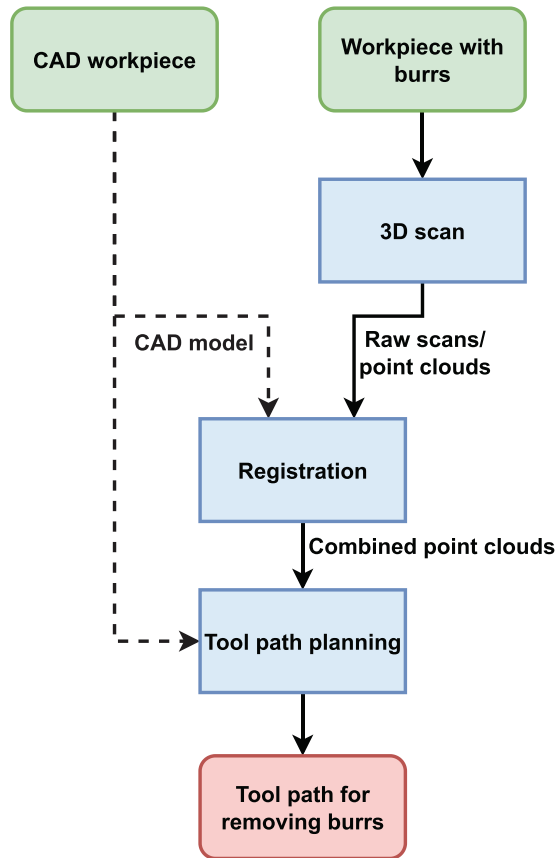 CAD workpiece
Workpiece with
burrs
3D scan
CAD model
Raw scans/
point clouds
Registration
Combined point clouds
Tool path planning
Tool path for
removing burrs